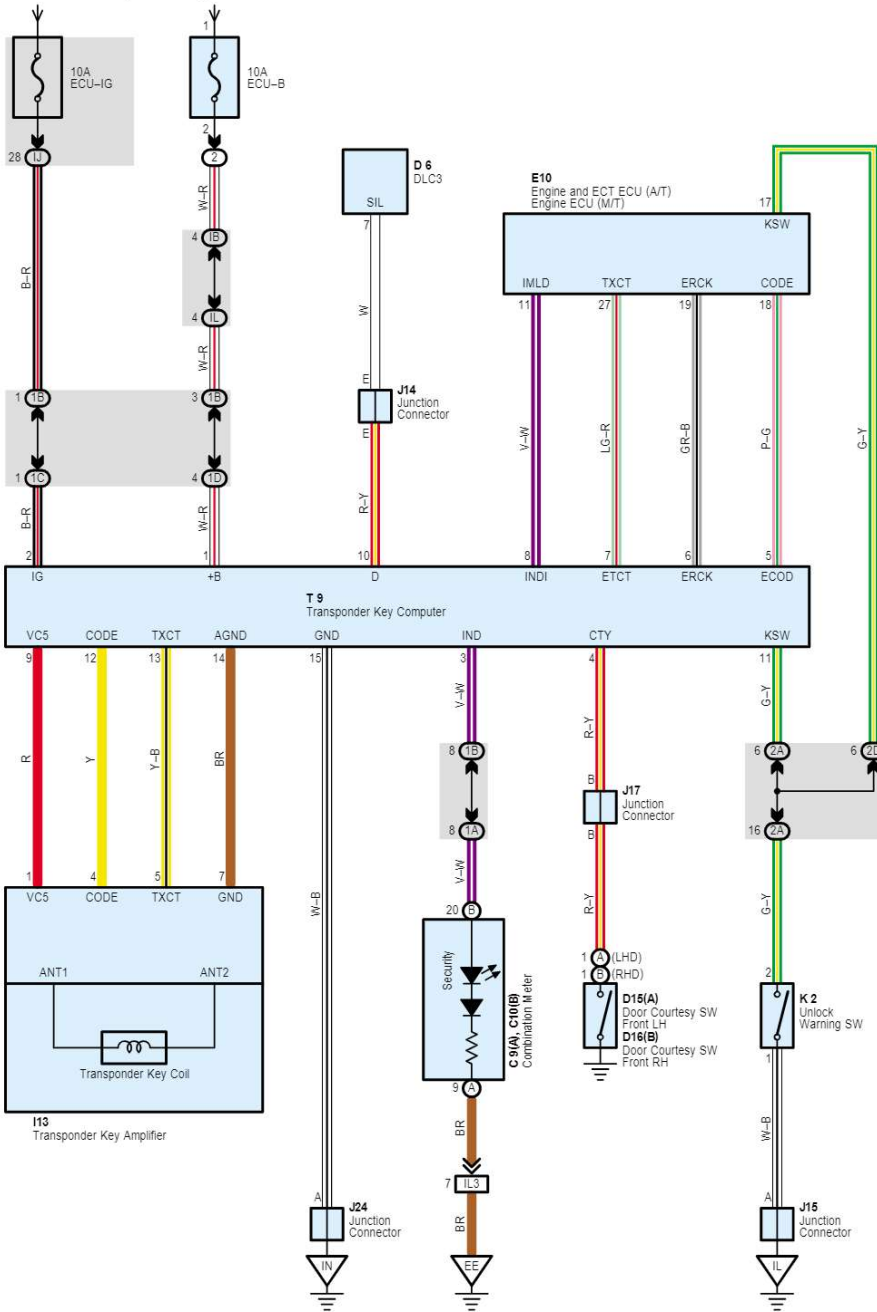 1
10A
ECU–IG
10A
ECU–B
2
28 IJ
2
W–R
D 6
DLC3
SIL
7
E10
Engine and ECT ECU (A/T)
Engine ECU (M/T)
17
KSW
IMLD TXCT ERCK CODE
11 27 19 18
4 IB
B–R
W
4 IL
W–R
E
J14
Junction
Connector
E
1 1B
3 1B
V–W
LG–R
GR–B
P–G
G–Y
1 1C
4 1D
B–R
W–R
R–Y
2 1 10 8 7 6 5
IG +B D INDI ETCT ERCK ECOD
T 9
Transponder Key Computer
VC5 CODE TXCT AGND GND IND CTY KSW
9 12 13 14 15 3 4 11
V–W
R–Y
G–Y
R
Y
Y–B
BR
8 1B
B
J17
Junction
Connector
B
6 2A
6 2D
8 1A
16 2A
1 4 5 7
VC5 CODE TXCT GND
V–W
W–B
R–Y
G–Y
20 B
1 A (LHD)
1 B (RHD)
2
ANT1 ANT2
Transponder Key Coil
Security
C 9(A), C10(B)
Combination Meter
D15(A)
Door Courtesy SW
Front LH
D16(B)
Door Courtesy SW
Front RH
K 2
Unlock
Warning SW
1
9 A
I13
Transponder Key Amplifier
BR
W–B
7 IL3
A
J24
Junction
Connector
BR
A
J15
Junction
Connector
IN
EE
IL